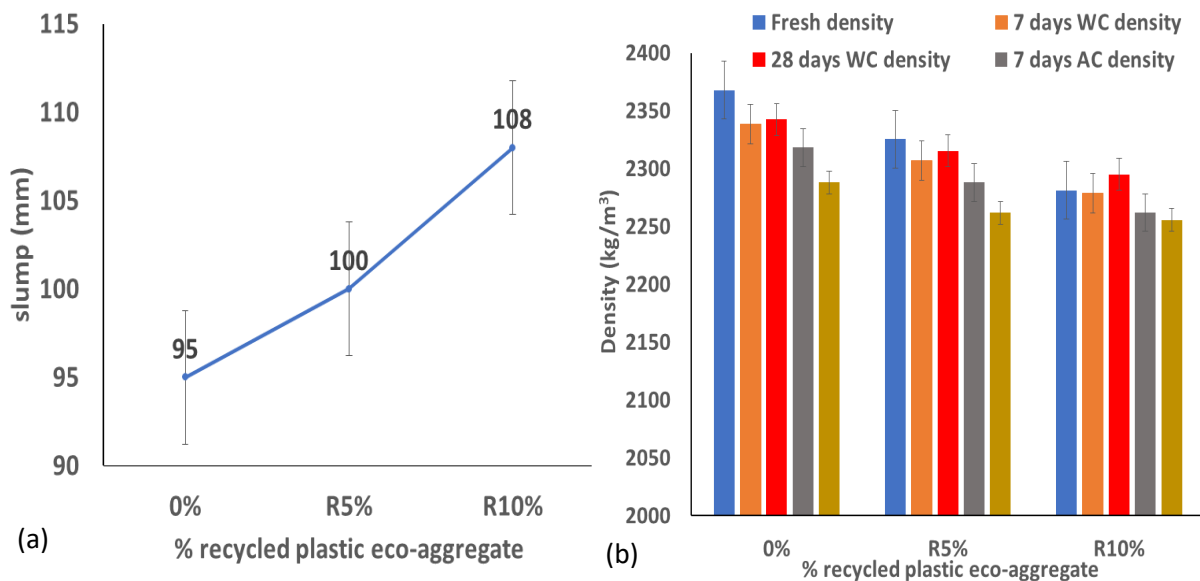 115
110
105
100
95
90
slump (mm)
95
100
108
0%
R5%
R10%
% recycled plastic eco-aggregate
(a)
Fresh density
7 days WC density
28 days WC density
7 days AC density
2400
2350
2300
2250
2200
2150
2100
2050
2000
Density (kg/m³)
0%
R5%
R10%
% recycled plastic eco-aggregate
(b)